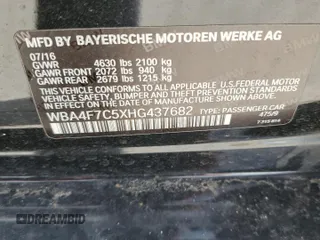 MFD BY BAYERISCHE MOTOREN WERKE AG
07/16
GVWR 4630 lbs 2100 kg
GAWR FRONT 2072 lbs 940 kg
GAWR REAR 2679 lbs 1215 kg
THIS VEHICLE CONFORMS TO ALL
APPLICABLE U.S. FEDERAL MOTOR
VEHICLE SAFETY, BUMPER, AND THEFT
PREVENTION STANDARDS IN EFFECT ON
THE DATE OF MANUFACTURE SHOWN ABOVE.
WBA4F7C5XHG437682
TYPE: PASSENGER CAR
475/9
DREAMBID